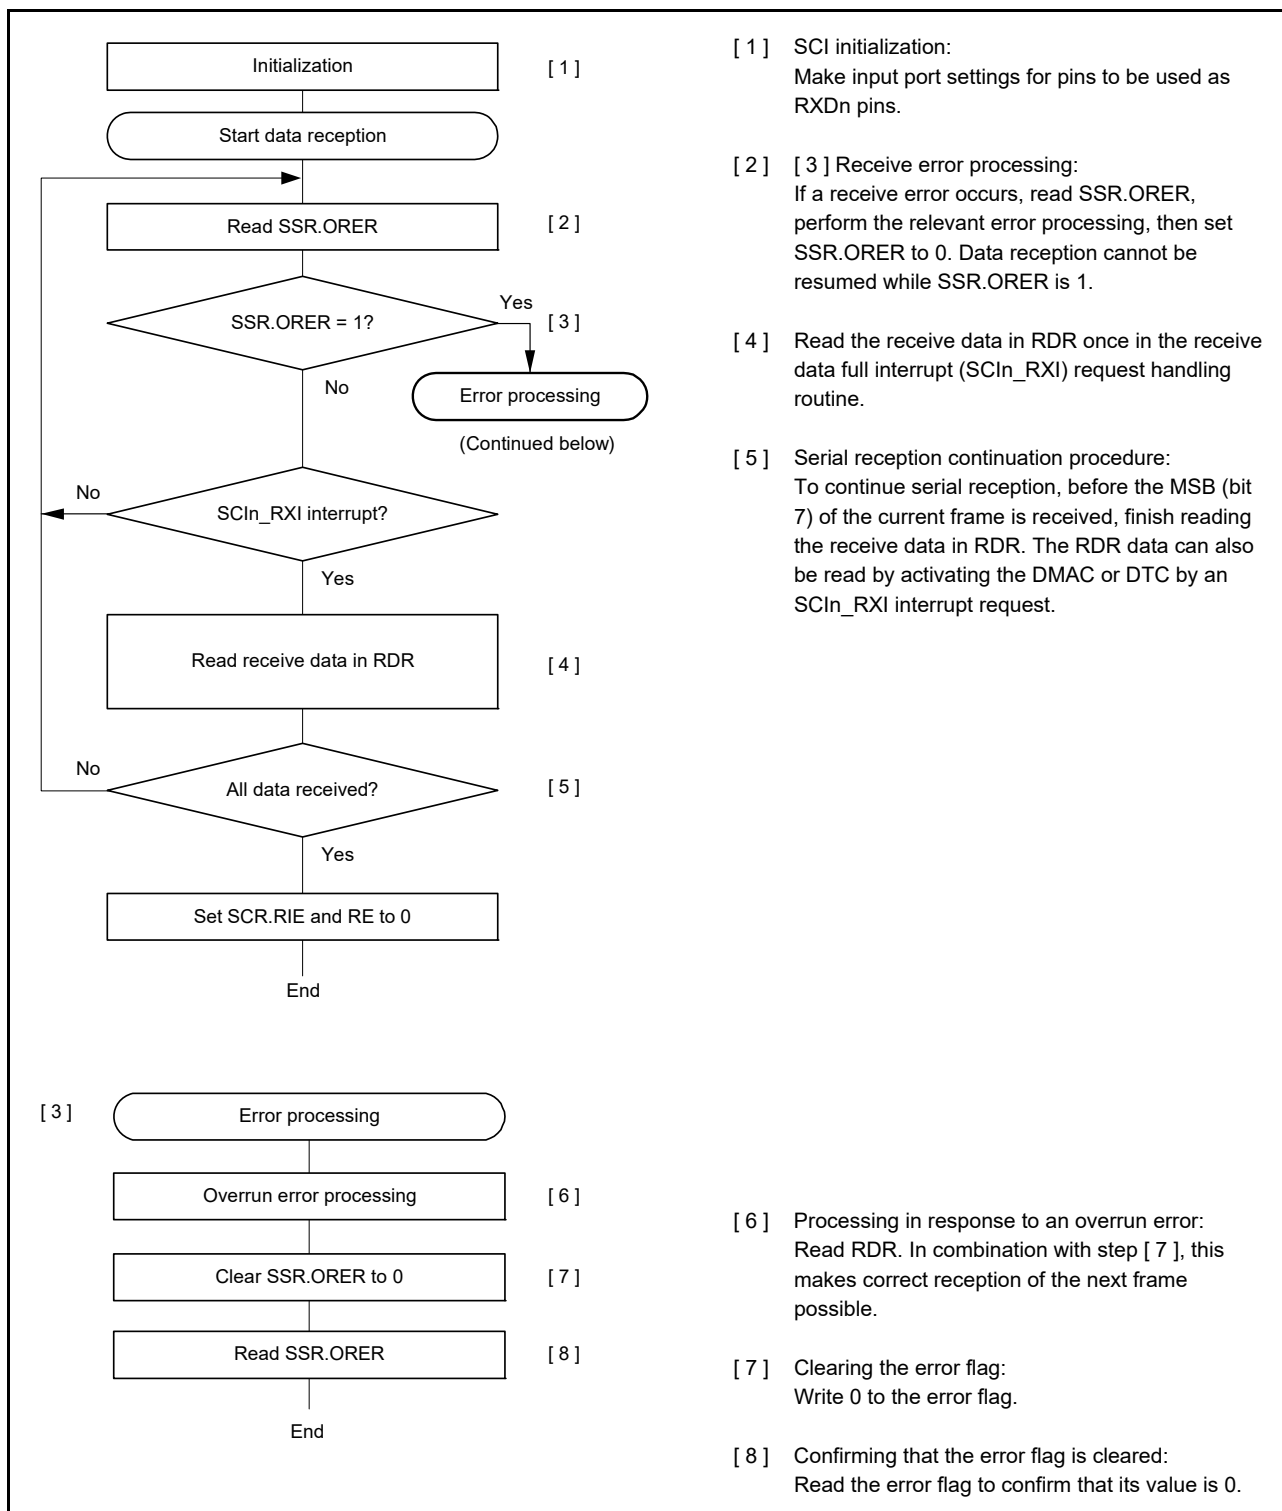 Initialization
[ 1 ]
Start data reception
Read SSR.ORER
[ 2 ]
SSR.ORER = 1?
Yes
[ 3 ]
No
Error processing
(Continued below)
No
SCIn_RXI interrupt?
Yes
Read receive data in RDR
[ 4 ]
No
All data received?
[ 5 ]
Yes
Set SCR.RIE and RE to 0
End
[ 1 ] SCI initialization:
Make input port settings for pins to be used as
RXDn pins.
[ 2 ] [ 3 ] Receive error processing:
If a receive error occurs, read SSR.ORER,
perform the relevant error processing, then set
SSR.ORER to 0. Data reception cannot be
resumed while SSR.ORER is 1.
[ 4 ] Read the receive data in RDR once in the receive
data full interrupt (SCIn_RXI) request handling
routine.
[ 5 ] Serial reception continuation procedure:
To continue serial reception, before the MSB (bit
7) of the current frame is received, finish reading
the receive data in RDR. The RDR data can also
be read by activating the DMAC or DTC by an
SCIn_RXI interrupt request.
[ 3 ]
Error processing
Overrun error processing
[ 6 ]
Clear SSR.ORER to 0
[ 7 ]
Read SSR.ORER
[ 8 ]
End
[ 6 ] Processing in response to an overrun error:
Read RDR. In combination with step [ 7 ], this
makes correct reception of the next frame
possible.
[ 7 ] Clearing the error flag:
Write 0 to the error flag.
[ 8 ] Confirming that the error flag is cleared:
Read the error flag to confirm that its value is 0.